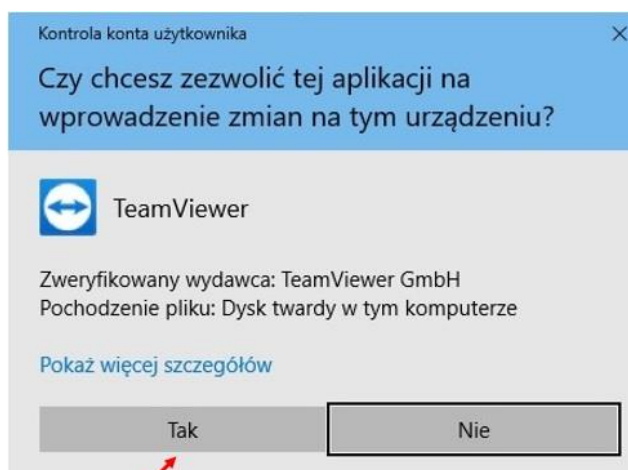 Kontrola konta użytkownika
Czy chcesz zezwolić tej aplikacji na
wprowadzenie zmian na tym urządzeniu?
TeamViewer
Zweryfikowany wydawca: TeamViewer GmbH
Pochodzenie pliku: Dysk twardy w tym komputerze
Pokaż więcej szczegółów
Tak
Nie